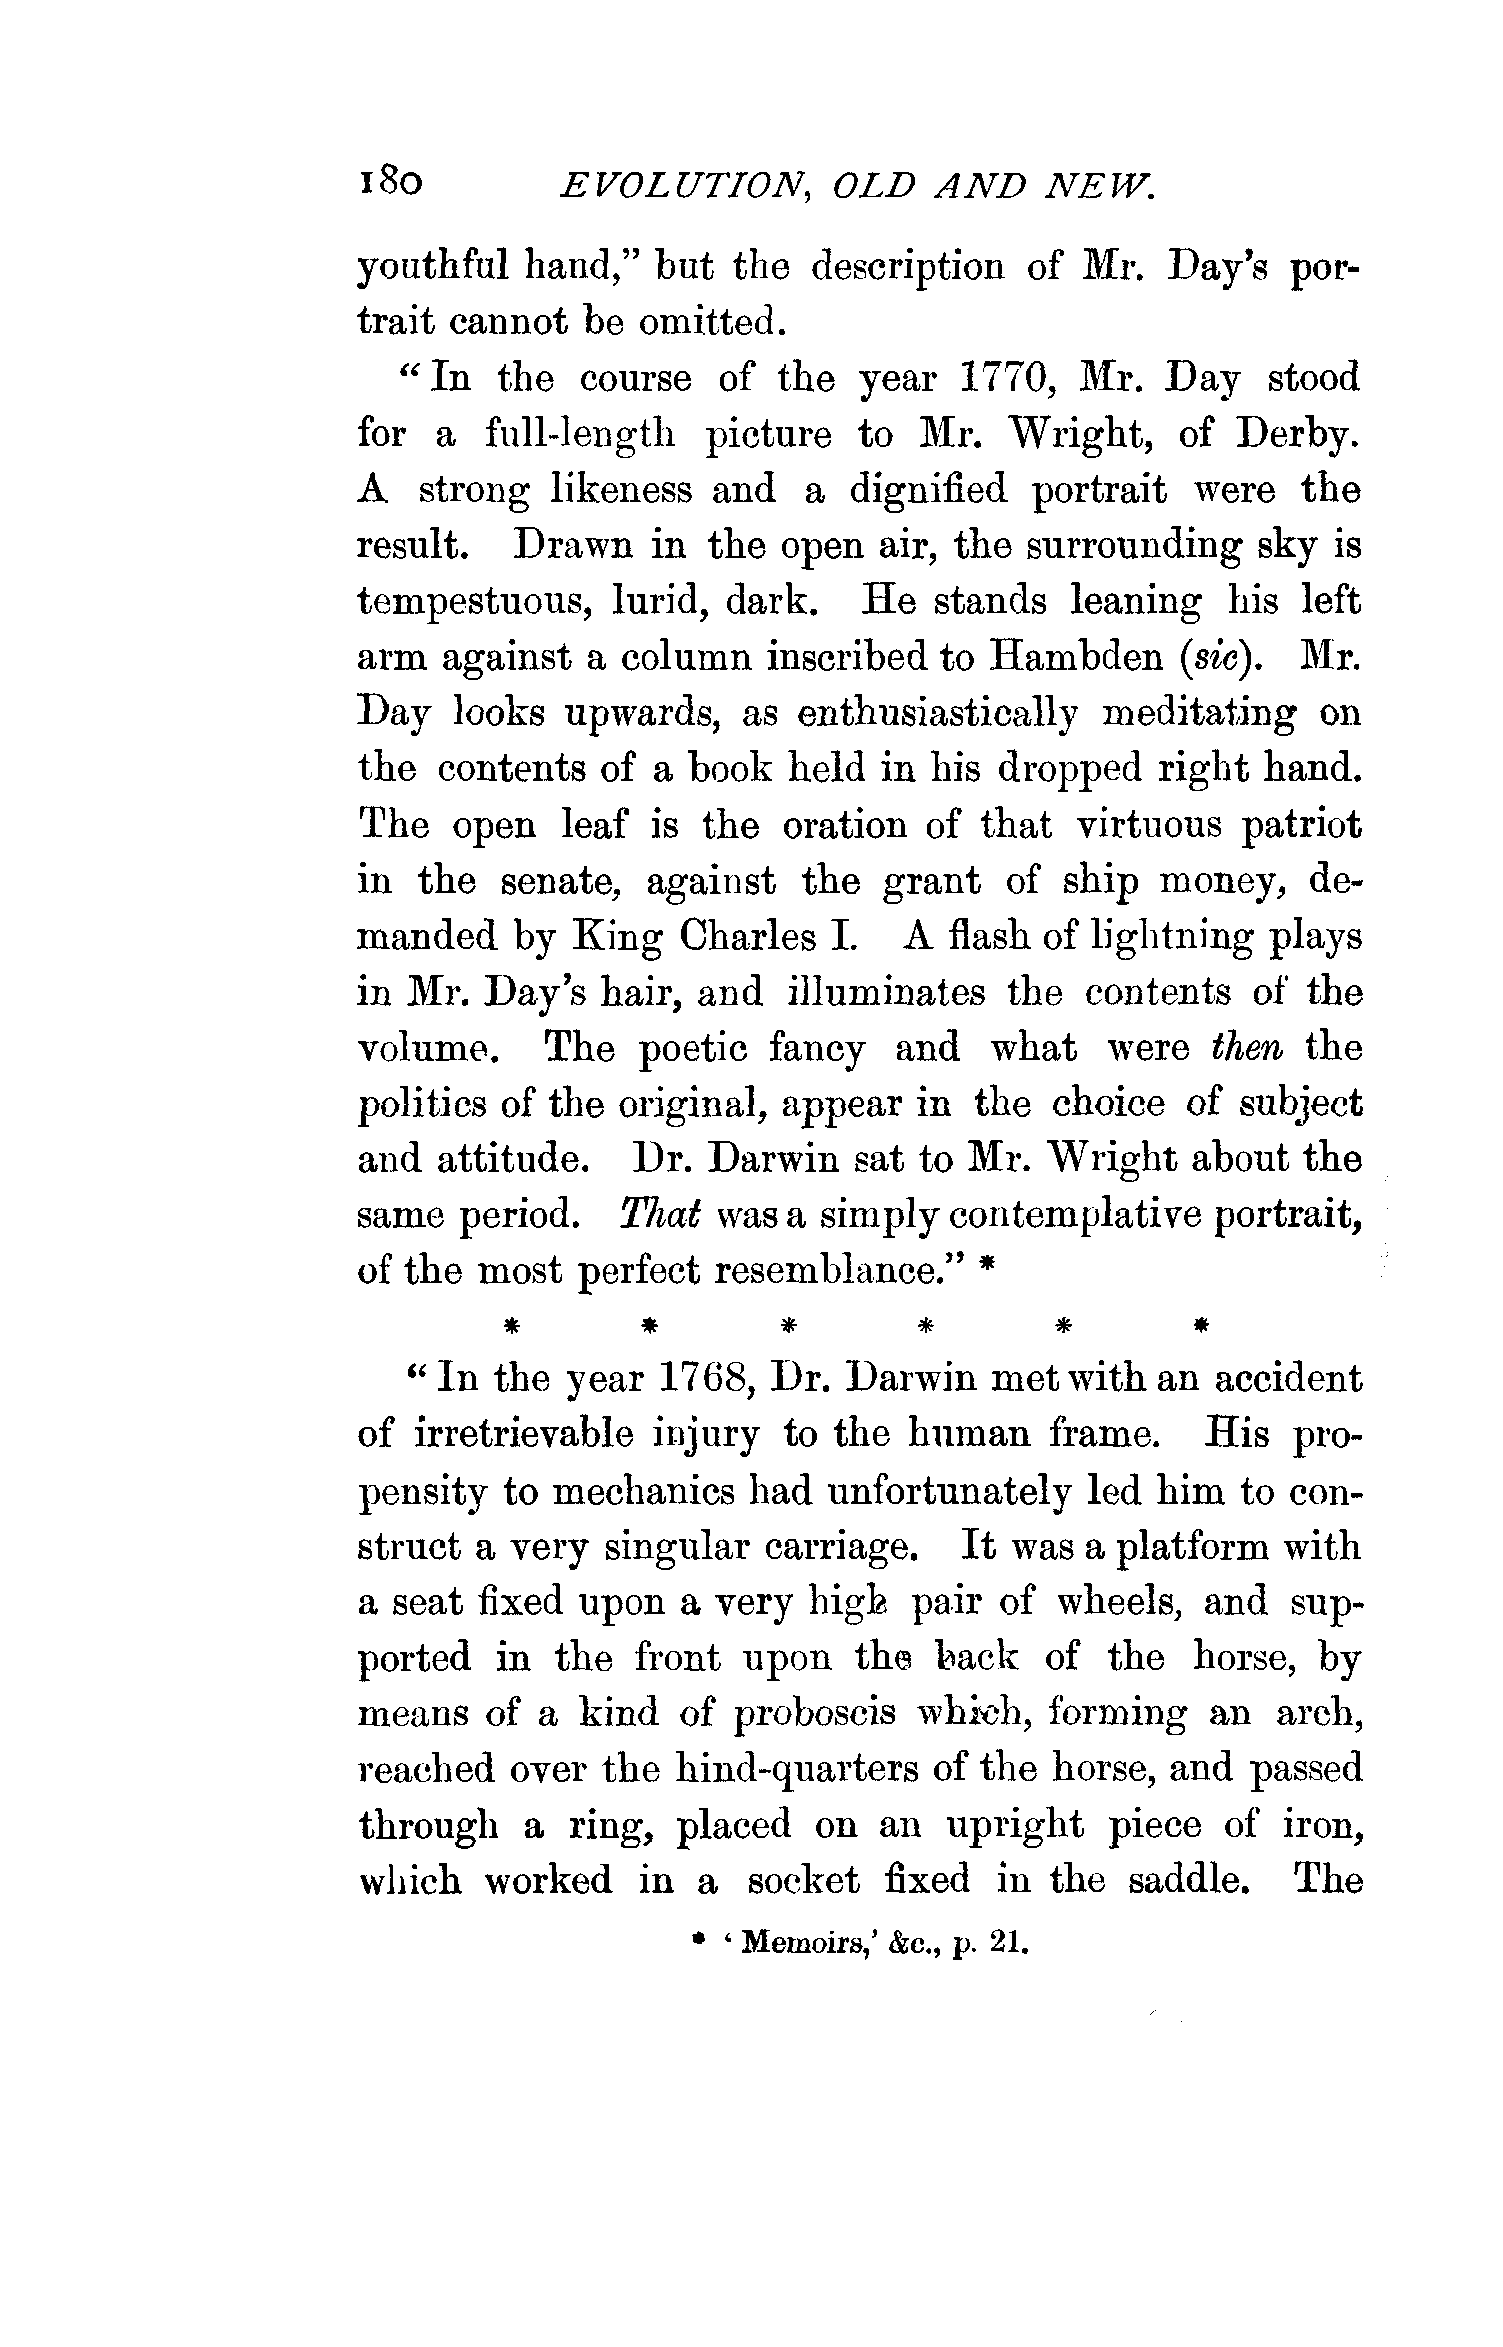 180 EVOLUTION, OLD AND NEW.
youthful hand,” but the description of Mr. Day’s por-
trait cannot be omitted.
“In the course of the year 1770, Mr. Day stood
for a full-length picture to Mr. Wright, of Derby.
A strong likeness and a dignified portrait were the
result. Drawn in the open air, the surrounding sky is
tempestuous, lurid, dark. He stands leaning his left
arm against a column inscribed to Hambden (sic). Mr.
Day looks upwards, as enthusiastically meditating on
the contents of a book held in his dropped right hand.
The open leaf is the oration of that virtuous patriot
in the senate, against the grant of ship money, de-
manded by King Charles I. A flash of lightning plays
in Mr. Day’s hair, and illuminates the contents of the
volume. The poetic fancy and what were then the
politics of the original, appear in the choice of subject
and attitude. Dr. Darwin sat to Mr. Wright about the
same period. That was a simply contemplative portrait,
of the most perfect resemblance.” *
* * * * * *
“In the year 1768, Dr. Darwin met with an accident
of irretrievable injury to the human frame. His pro-
pensity to mechanics had unfortunately led him to con-
struct a very singular carriage. It was a platform with
a seat fixed upon a very high pair of wheels, and sup-
ported in the front upon the back of the horse, by
means of a kind of proboscis which, forming an arch,
reached over the hind-quarters of the horse, and passed
through a ring, placed on an upright piece of iron,
which worked in a socket fixed in the saddle. The
* ‘Memoirs,’ &c., p. 21.